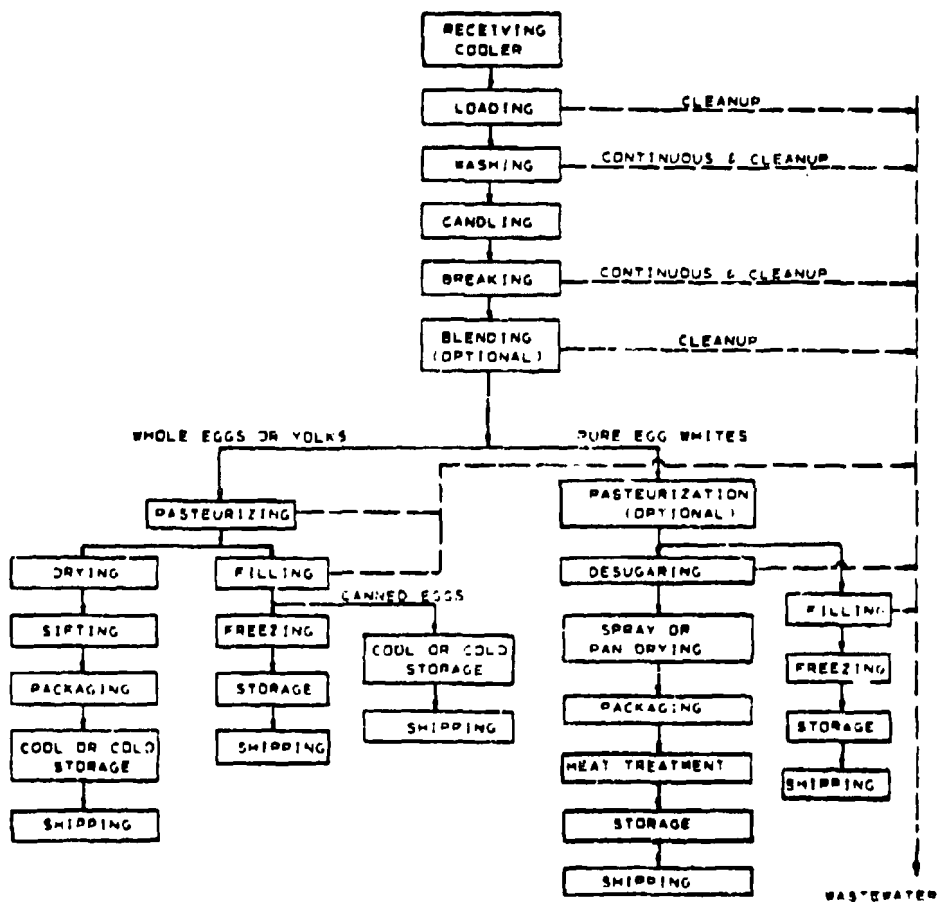 RECEIVING
COOLER
LOADING
CLEANUP
WASHING
CONTINUOUS & CLEANUP
CANDLING
BREAKING
CONTINUOUS & CLEANUP
BLENDING
(OPTIONAL)
CLEANUP
WHOLE EGGS OR YOLKS
PURE EGG WHITES
PASTEURIZING
DRYING
SIFTING
PACKAGING
COOL OR COLD
STORAGE
SHIPPING
FILLING
FREEZING
STORAGE
SHIPPING
CANNED EGGS
COOL OR COLD
STORAGE
SHIPPING
PASTEURIZATION
(OPTIONAL)
DESUGARING
SPRAY OR
PAN DRYING
PACKAGING
HEAT TREATMENT
STORAGE
SHIPPING
FILLING
FREEZING
STORAGE
SHIPPING
WASTEWATER